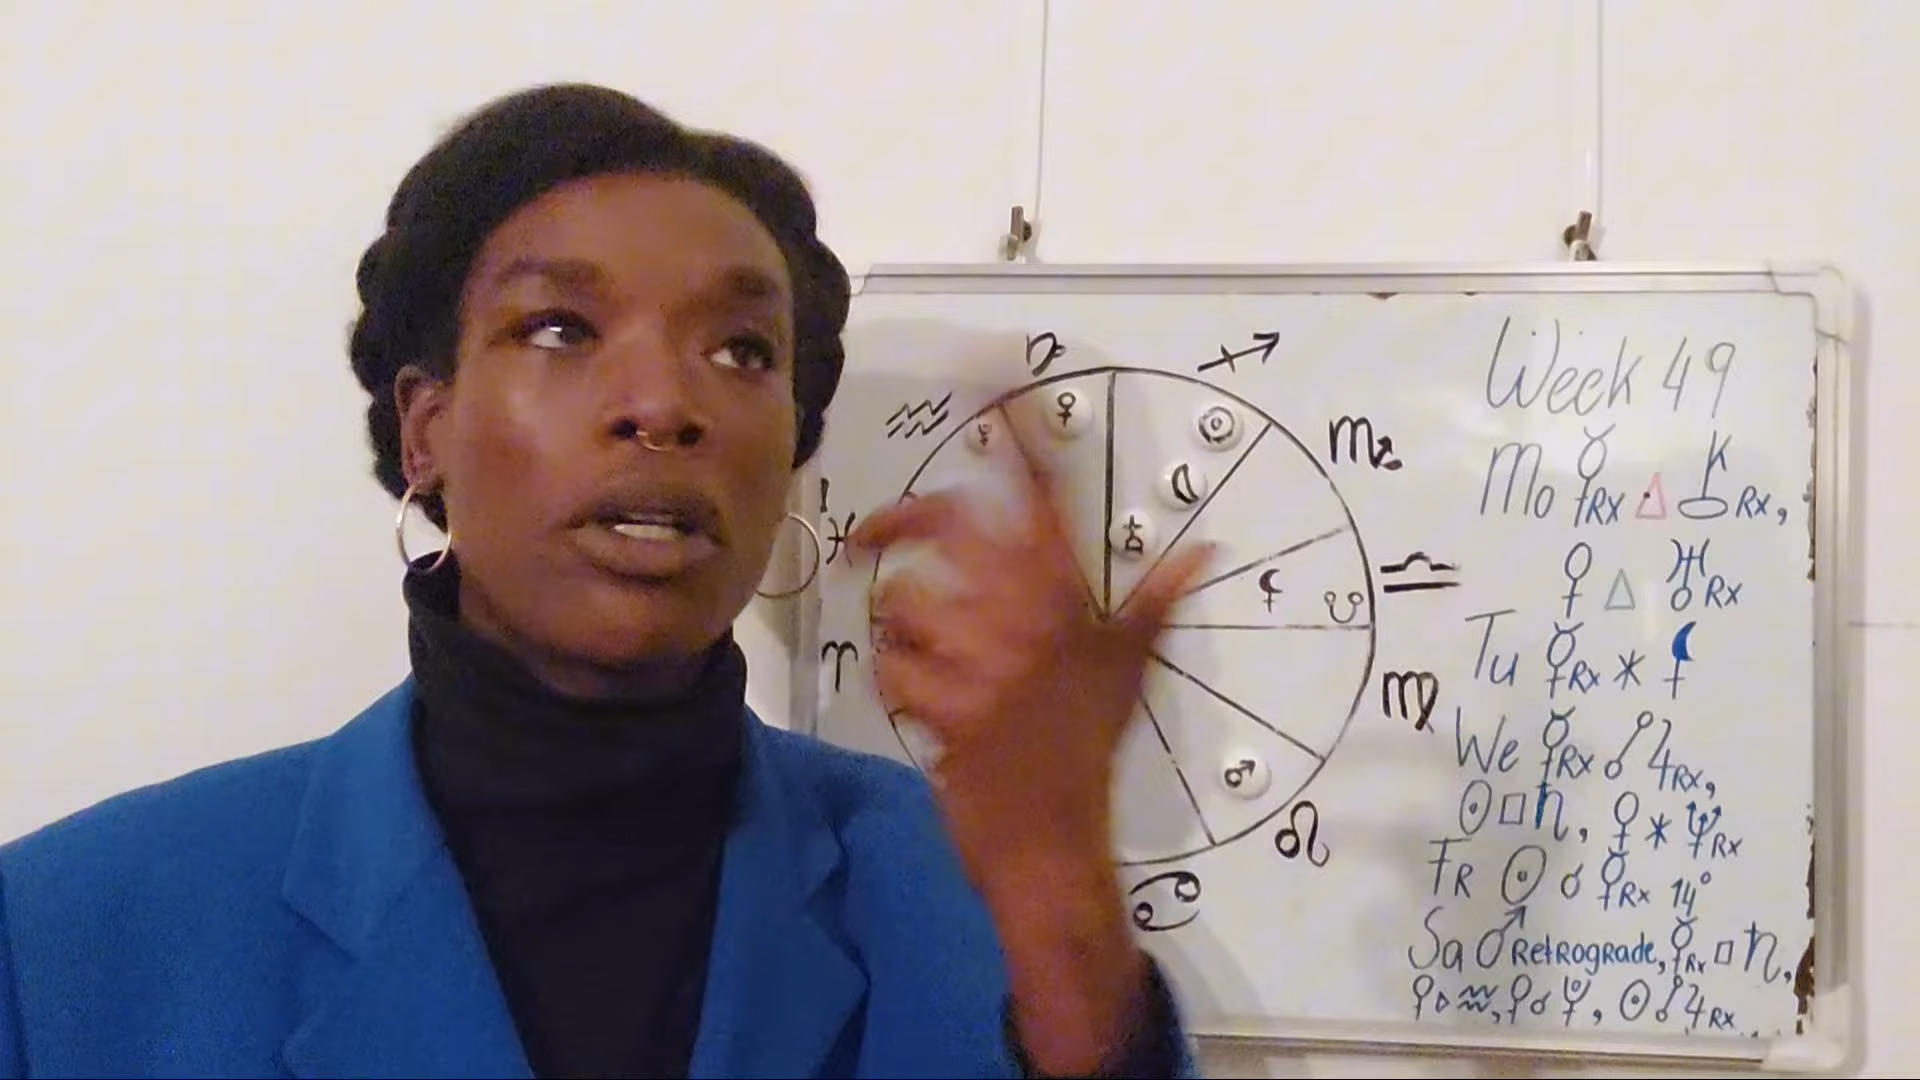 Week 49
Mo ☿Rx △ ⚷Rx,
♀ △ ♅Rx
Tu ☿Rx ⚹ ⚸
We ☿Rx ☍ ♃Rx,
☉ □ ♄, ♀ ⚹ ♆Rx
FR ☉ ☌ ☿Rx 14°
Sa ♂ RetRogRade, ☿Rx □ ♄,
♀ ▹ ♒, ♀ ☌ ♇, ☉ ☍ ♃Rx
♑ ♐
♒ ♀ ☉ ♏
☿ ☾
♓ ♎
⚸ ☋
♈ ♍
♂
♌
♋